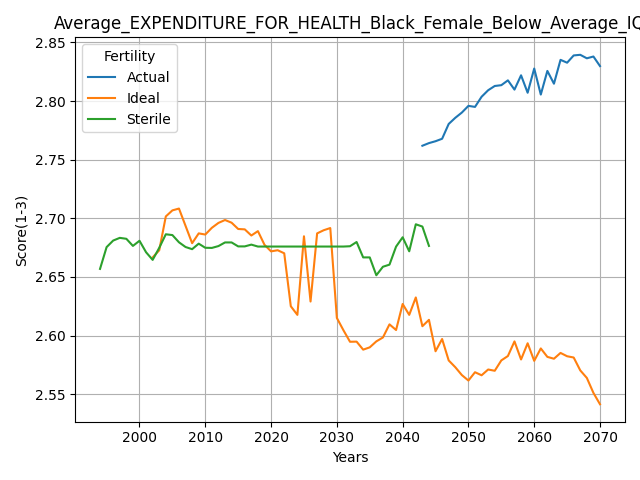 Average_EXPENDITURE_FOR_HEALTH_Black_Female_Below_Average_IQ
Fertility
Actual
Ideal
Sterile
2.85
2.80
2.75
2.70
2.65
2.60
2.55
Score(1-3)
2000 2010 2020 2030 2040 2050 2060 2070
Years